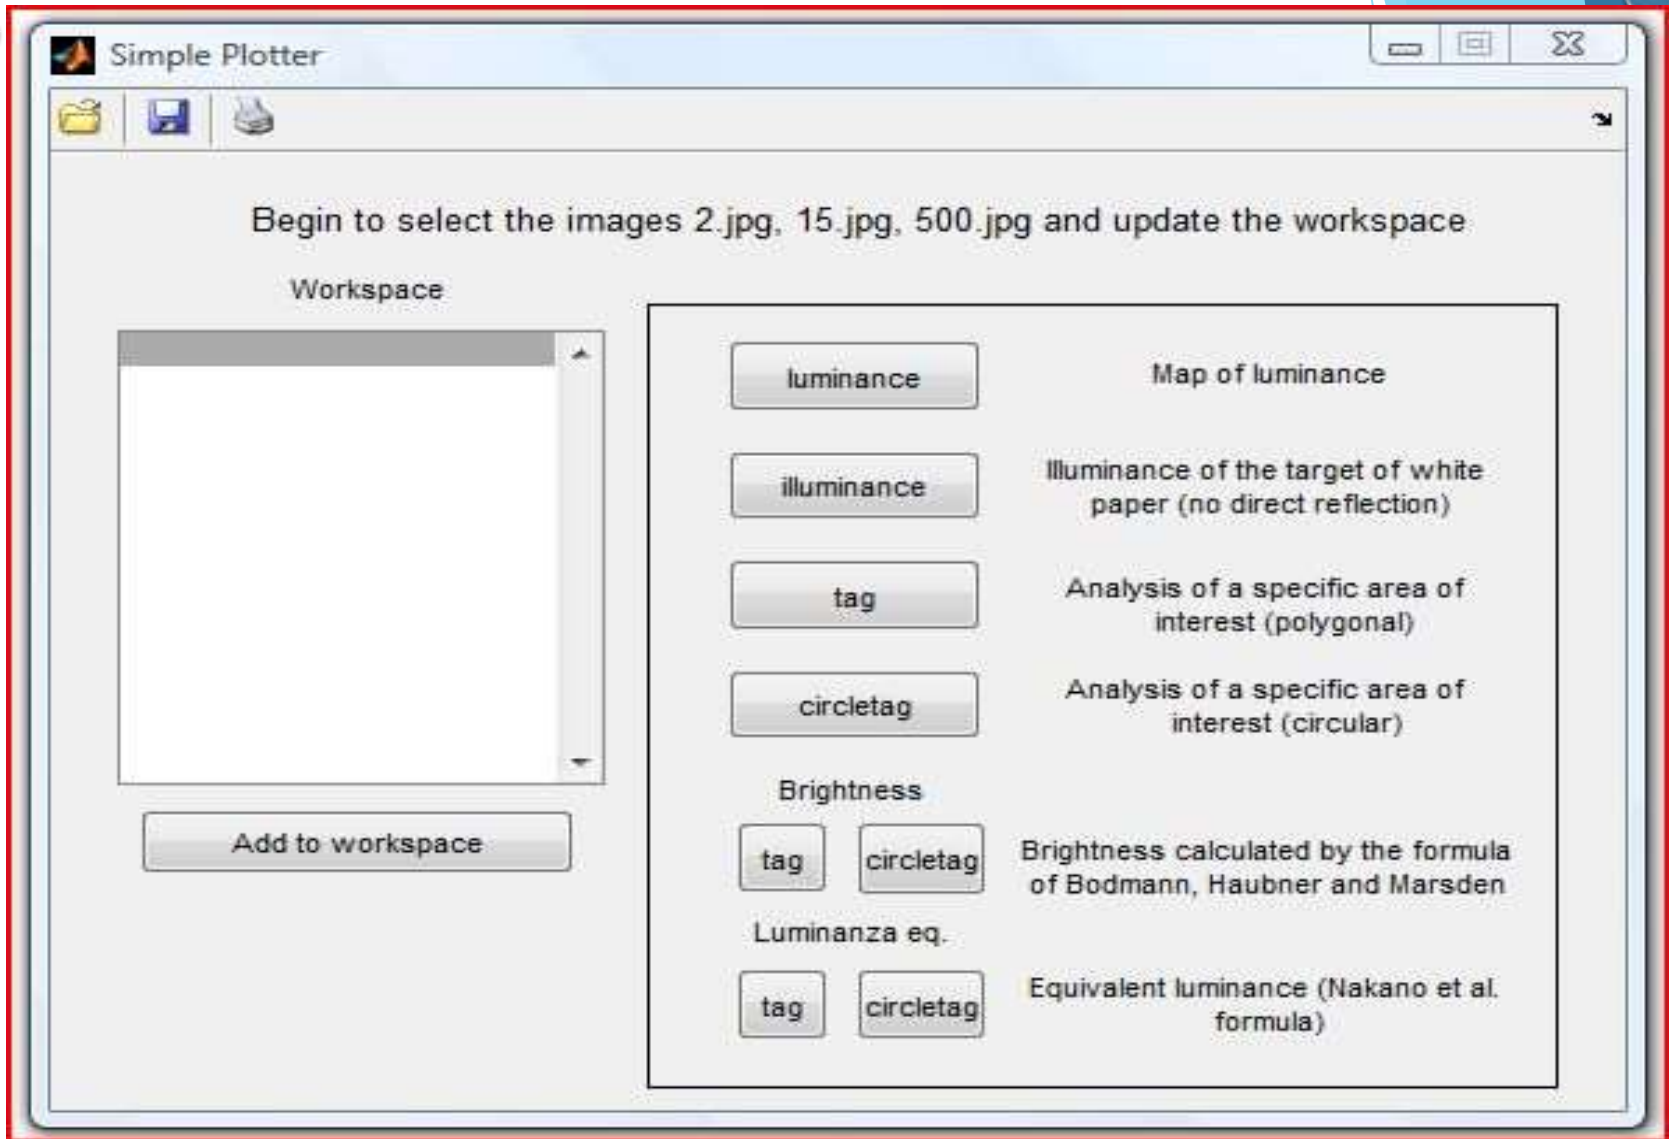 Simple Plotter
Begin to select the images 2.jpg, 15.jpg, 500.jpg and update the workspace
Workspace
Add to workspace
luminance
Map of luminance
illuminance
Illuminance of the target of white
paper (no direct reflection)
tag
Analysis of a specific area of
interest (polygonal)
circletag
Analysis of a specific area of
interest (circular)
Brightness
tag
circletag
Brightness calculated by the formula
of Bodmann, Haubner and Marsden
Luminanza eq.
tag
circletag
Equivalent luminance (Nakano et al.
formula)